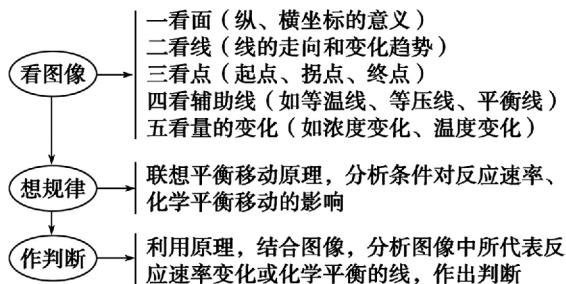 看图像
一看面（纵、横坐标的意义）
二看线（线的走向和变化趋势）
三看点（起点、拐点、终点）
四看辅助线（如等温线、等压线、平衡线）
五看量的变化（如浓度变化、温度变化）
想规律
联想平衡移动原理，分析条件对反应速率、
化学平衡移动的影响
作判断
利用原理，结合图像，分析图像中所代表反
应速率变化或化学平衡的线，作出判断